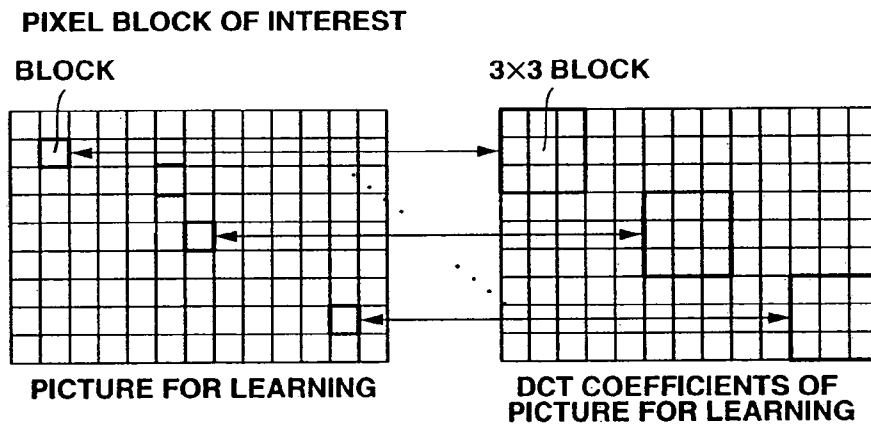 PIXEL BLOCK OF INTEREST
BLOCK
3×3 BLOCK
PICTURE FOR LEARNING
DCT COEFFICIENTS OF
PICTURE FOR LEARNING